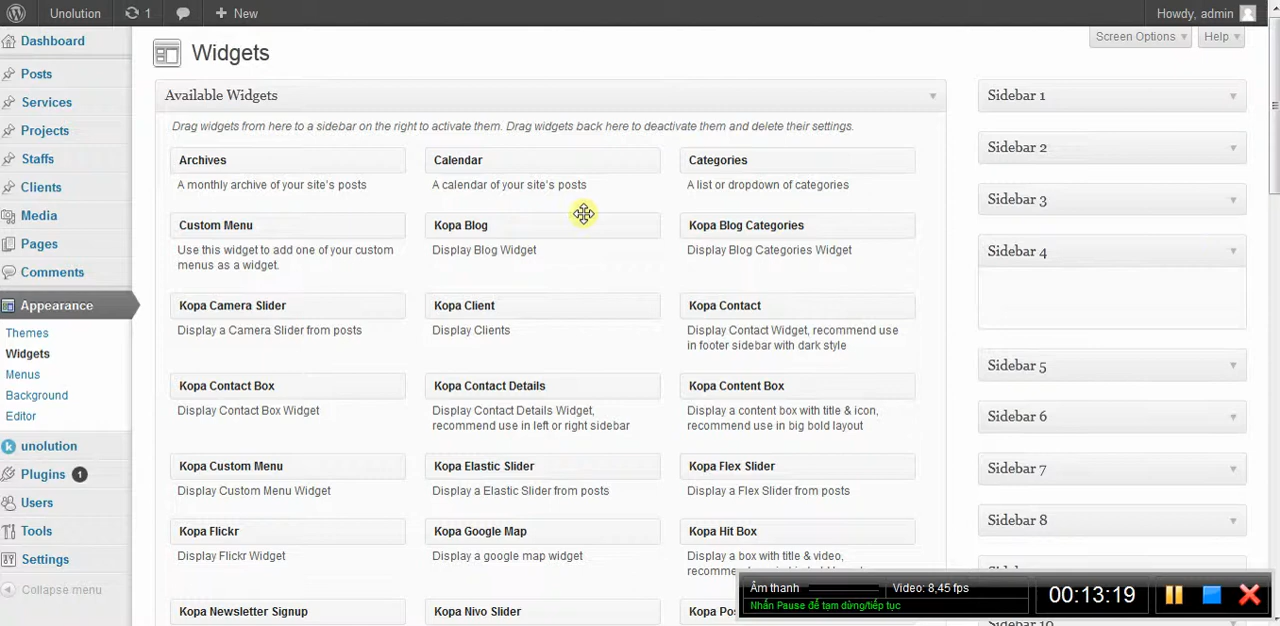 Unolution 1 New Howdy, admin
Dashboard
Posts
Services
Projects
Staffs
Clients
Media
Pages
Comments
Appearance
Themes
Widgets
Menus
Background
Editor
unolution
Plugins 1
Users
Tools
Settings
Collapse menu
Screen Options Help
Widgets
Available Widgets
Drag widgets from here to a sidebar on the right to activate them. Drag widgets back here to deactivate them and delete their settings.
Archives Calendar Categories
A monthly archive of your site's posts A calendar of your site's posts A list or dropdown of categories
Custom Menu Kopa Blog Kopa Blog Categories
Use this widget to add one of your custom Display Blog Widget Display Blog Categories Widget
menus as a widget.
Kopa Camera Slider Kopa Client Kopa Contact
Display a Camera Slider from posts Display Clients Display Contact Widget, recommend use
in footer sidebar with dark style
Kopa Contact Box Kopa Contact Details Kopa Content Box
Display Contact Box Widget Display Contact Details Widget, Display a content box with title & icon,
recommend use in left or right sidebar recommend use in big bold layout
Kopa Custom Menu Kopa Elastic Slider Kopa Flex Slider
Display Custom Menu Widget Display a Elastic Slider from posts Display a Flex Slider from posts
Kopa Flickr Kopa Google Map Kopa Hit Box
Display Flickr Widget Display a google map widget Display a box with title & video,
Kopa Newsletter Signup Kopa Nivo Slider
Sidebar 1
Sidebar 2
Sidebar 3
Sidebar 4
Sidebar 5
Sidebar 6
Sidebar 7
Sidebar 8
Âm thanh Video: 8,45 fps
Nhấn Pause để tạm dừng/tiếp tục
00:13:19